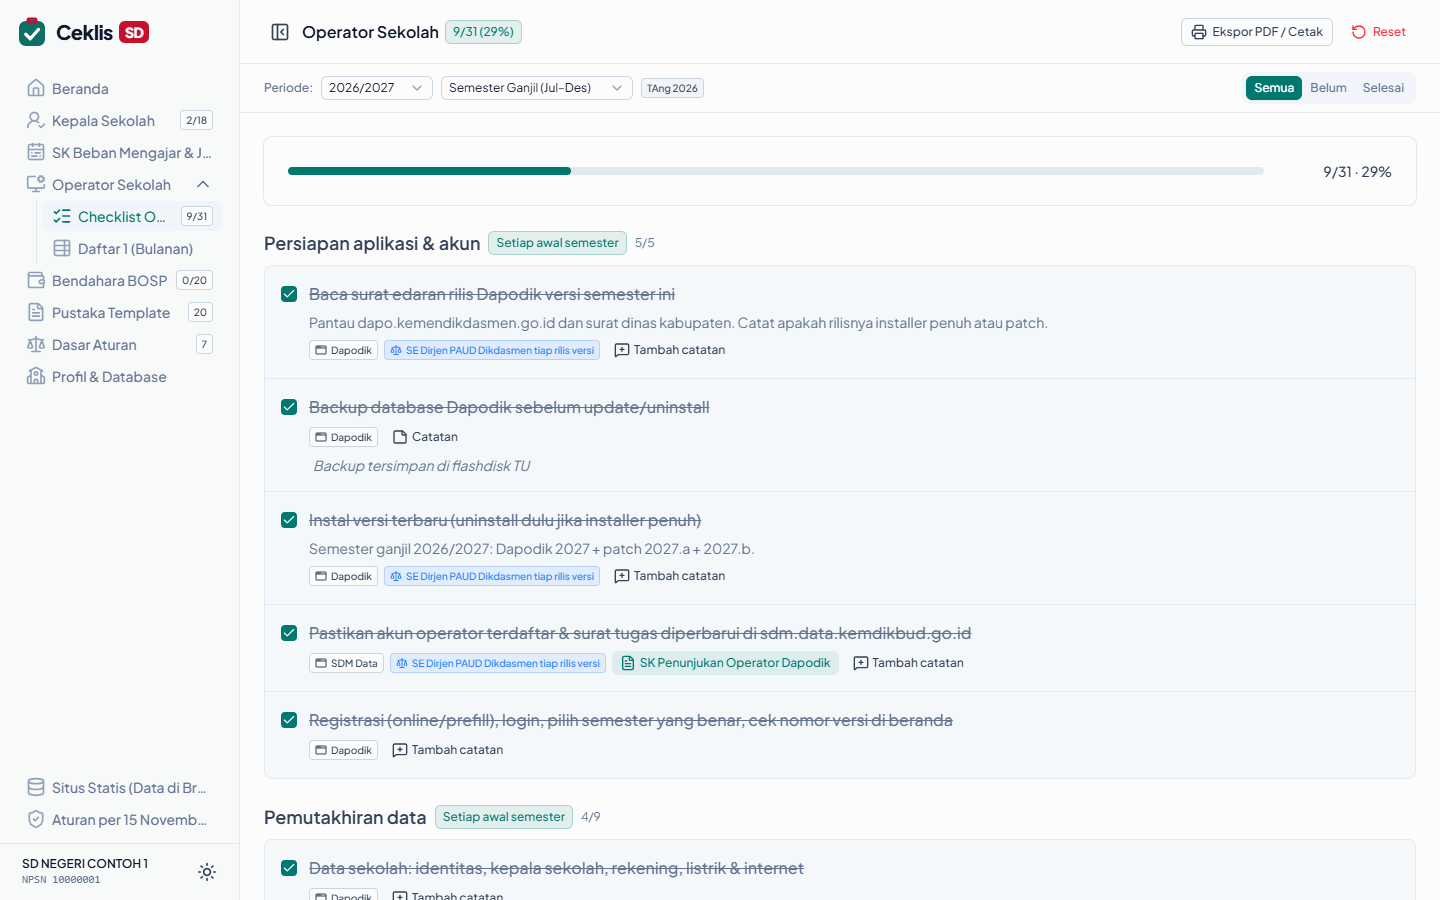 Ceklis SD
Beranda
Kepala Sekolah 2/18
SK Beban Mengajar & J...
Operator Sekolah
Checklist O... 9/31
Daftar 1 (Bulanan)
Bendahara BOSP 0/20
Pustaka Template 20
Dasar Aturan 7
Profil & Database
Situs Statis (Data di Br...
Aturan per 15 Novemb...
SD NEGERI CONTOH 1
NPSN 10000001
Operator Sekolah 9/31 (29%)
Ekspor PDF / Cetak Reset
Periode: 2026/2027 Semester Ganjil (Jul–Des) TAng 2026
Semua Belum Selesai
9/31 · 29%
Persiapan aplikasi & akun Setiap awal semester 5/5
Baca surat edaran rilis Dapodik versi semester ini
Pantau dapo.kemendikdasmen.go.id dan surat dinas kabupaten. Catat apakah rilisnya installer penuh atau patch.
Dapodik SE Dirjen PAUD Dikdasmen tiap rilis versi Tambah catatan
Backup database Dapodik sebelum update/uninstall
Dapodik Catatan
Backup tersimpan di flashdisk TU
Instal versi terbaru (uninstall dulu jika installer penuh)
Semester ganjil 2026/2027: Dapodik 2027 + patch 2027.a + 2027.b.
Dapodik SE Dirjen PAUD Dikdasmen tiap rilis versi Tambah catatan
Pastikan akun operator terdaftar & surat tugas diperbarui di sdm.data.kemdikbud.go.id
SDM Data SE Dirjen PAUD Dikdasmen tiap rilis versi SK Penunjukan Operator Dapodik Tambah catatan
Registrasi (online/prefill), login, pilih semester yang benar, cek nomor versi di beranda
Dapodik Tambah catatan
Pemutakhiran data Setiap awal semester 4/9
Data sekolah: identitas, kepala sekolah, rekening, listrik & internet
Dapodik Tambah catatan